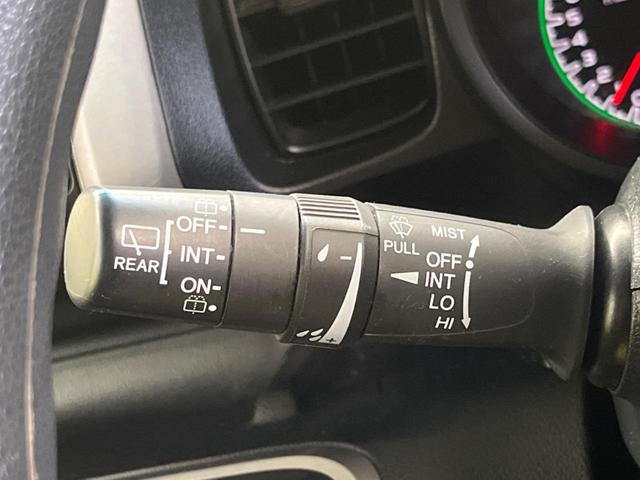 REAR
OFF
INT
ON
− 
+
PULL
MIST
OFF
INT
LO
HI